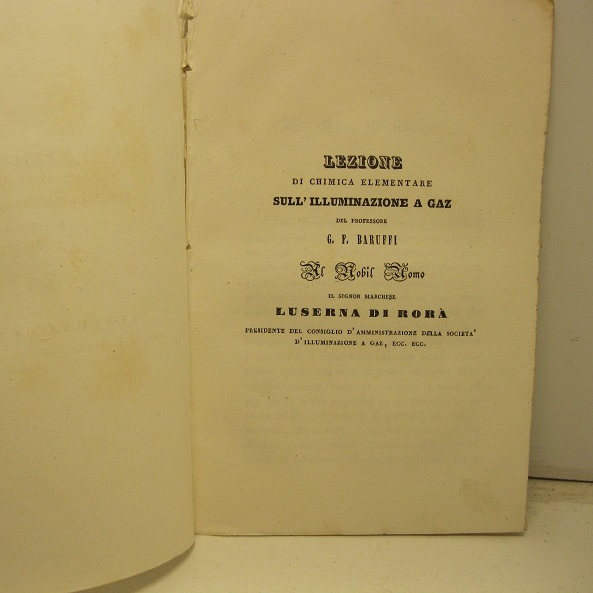 LEZIONE
DI CHIMICA ELEMENTARE
SULL'ILLUMINAZIONE A GAZ
DEL PROFESSORE
G. F. BARUFFI
Al Nobil Uomo
IL SIGNOR MARCHESE
LUSERNA DI RORÀ
PRESIDENTE DEL CONSIGLIO D'AMMINISTRAZIONE DELLA SOCIETA'
D'ILLUMINAZIONE A GAZ, ECC. ECC.